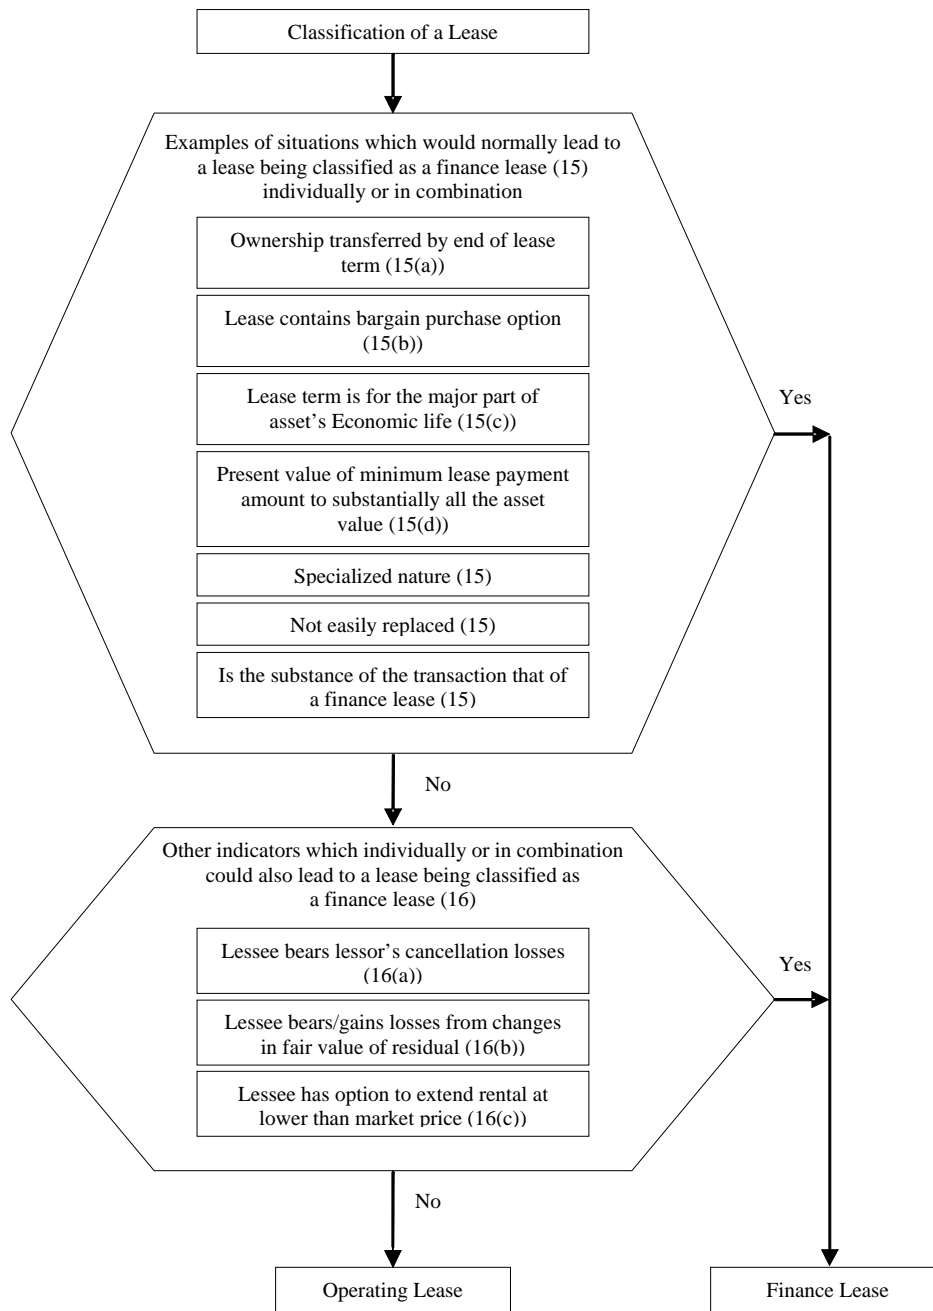 Classification of a Lease
Examples of situations which would normally lead to
a lease being classified as a finance lease (15)
individually or in combination
Ownership transferred by end of lease
term (15(a))
Lease contains bargain purchase option
(15(b))
Lease term is for the major part of
asset's Economic life (15(c))
Yes
Present value of minimum lease payment
amount to substantially all the asset
value (15(d))
Specialized nature (15)
Not easily replaced (15)
Is the substance of the transaction that of
a finance lease (15)
No
Other indicators which individually or in combination
could also lead to a lease being classified as
a finance lease (16)
Lessee bears lessor's cancellation losses
(16(a))
Yes
Lessee bears/gains losses from changes
in fair value of residual (16(b))
Lessee has option to extend rental at
lower than market price (16(c))
No
Operating Lease
Finance Lease